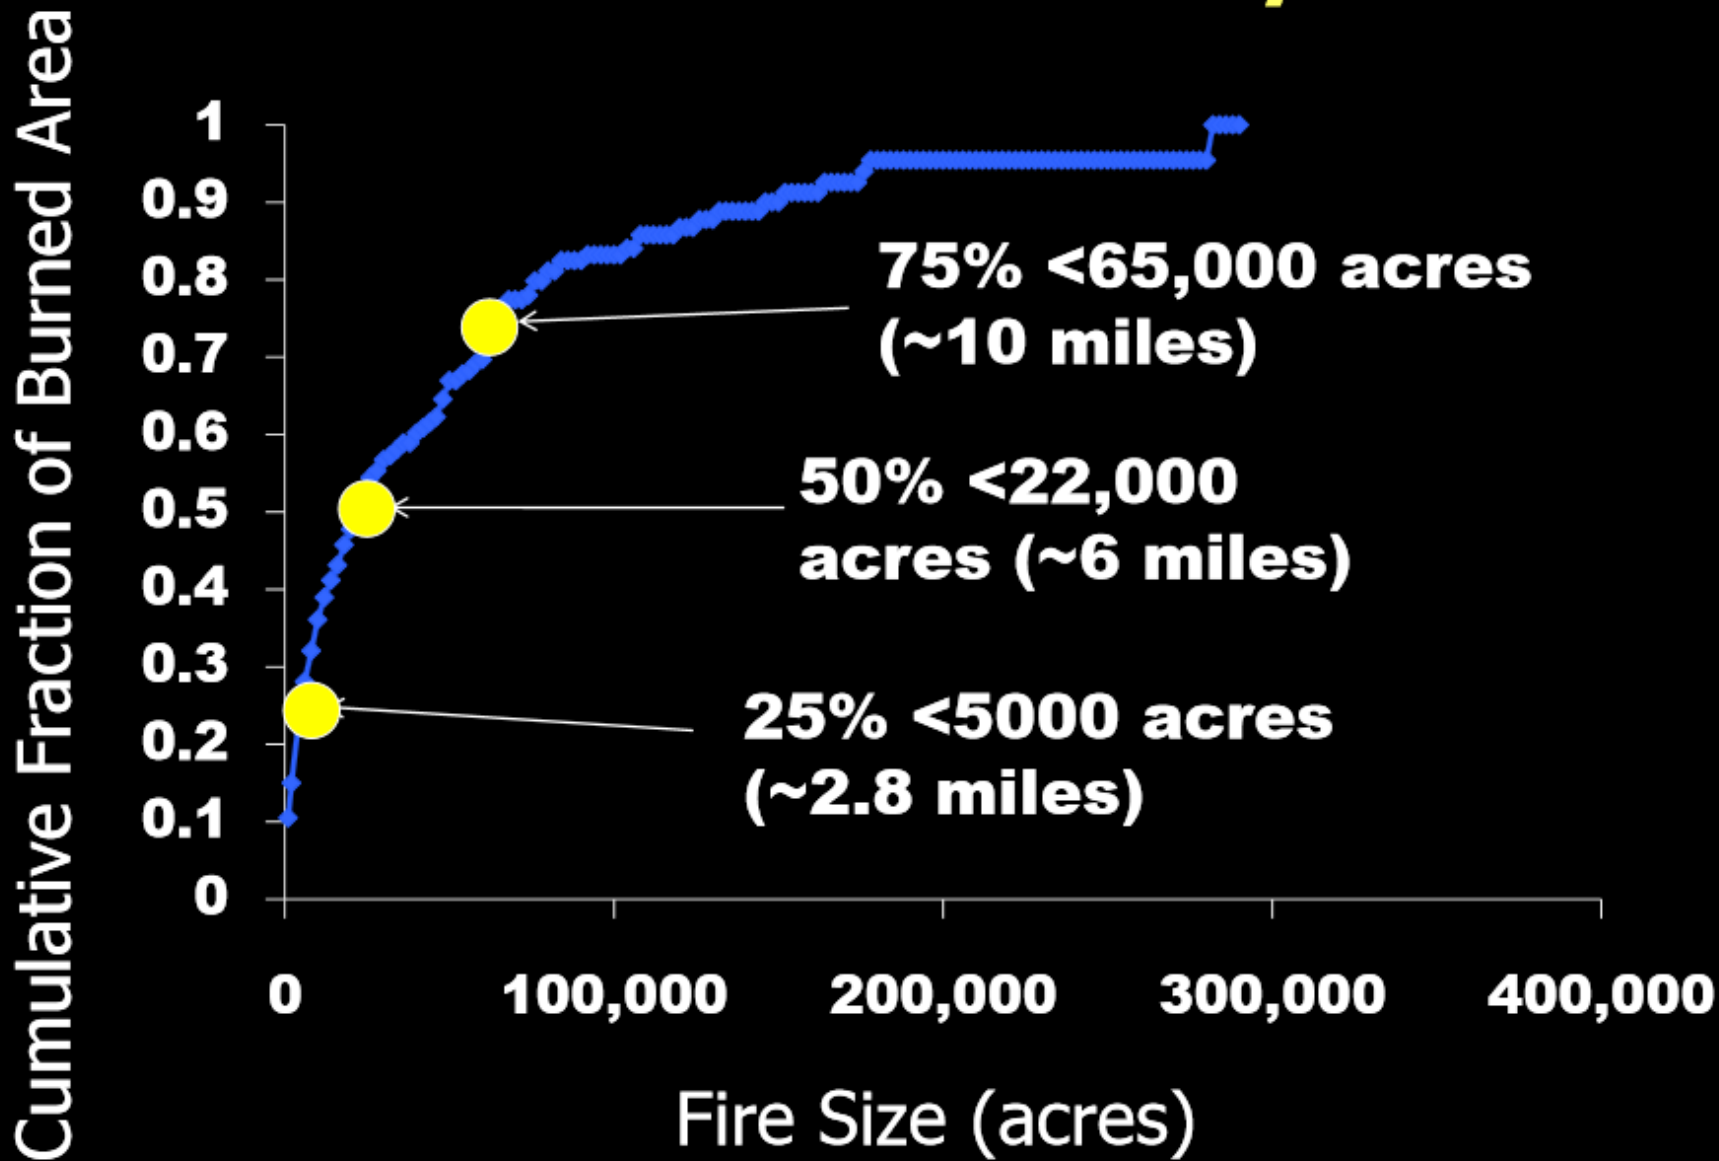 Cumulative Fraction of Burned Area
1
0.9
0.8
0.7
0.6
0.5
0.4
0.3
0.2
0.1
0
75% <65,000 acres
(~10 miles)
50% <22,000
acres (~6 miles)
25% <5000 acres
(~2.8 miles)
0 100,000 200,000 300,000 400,000
Fire Size (acres)